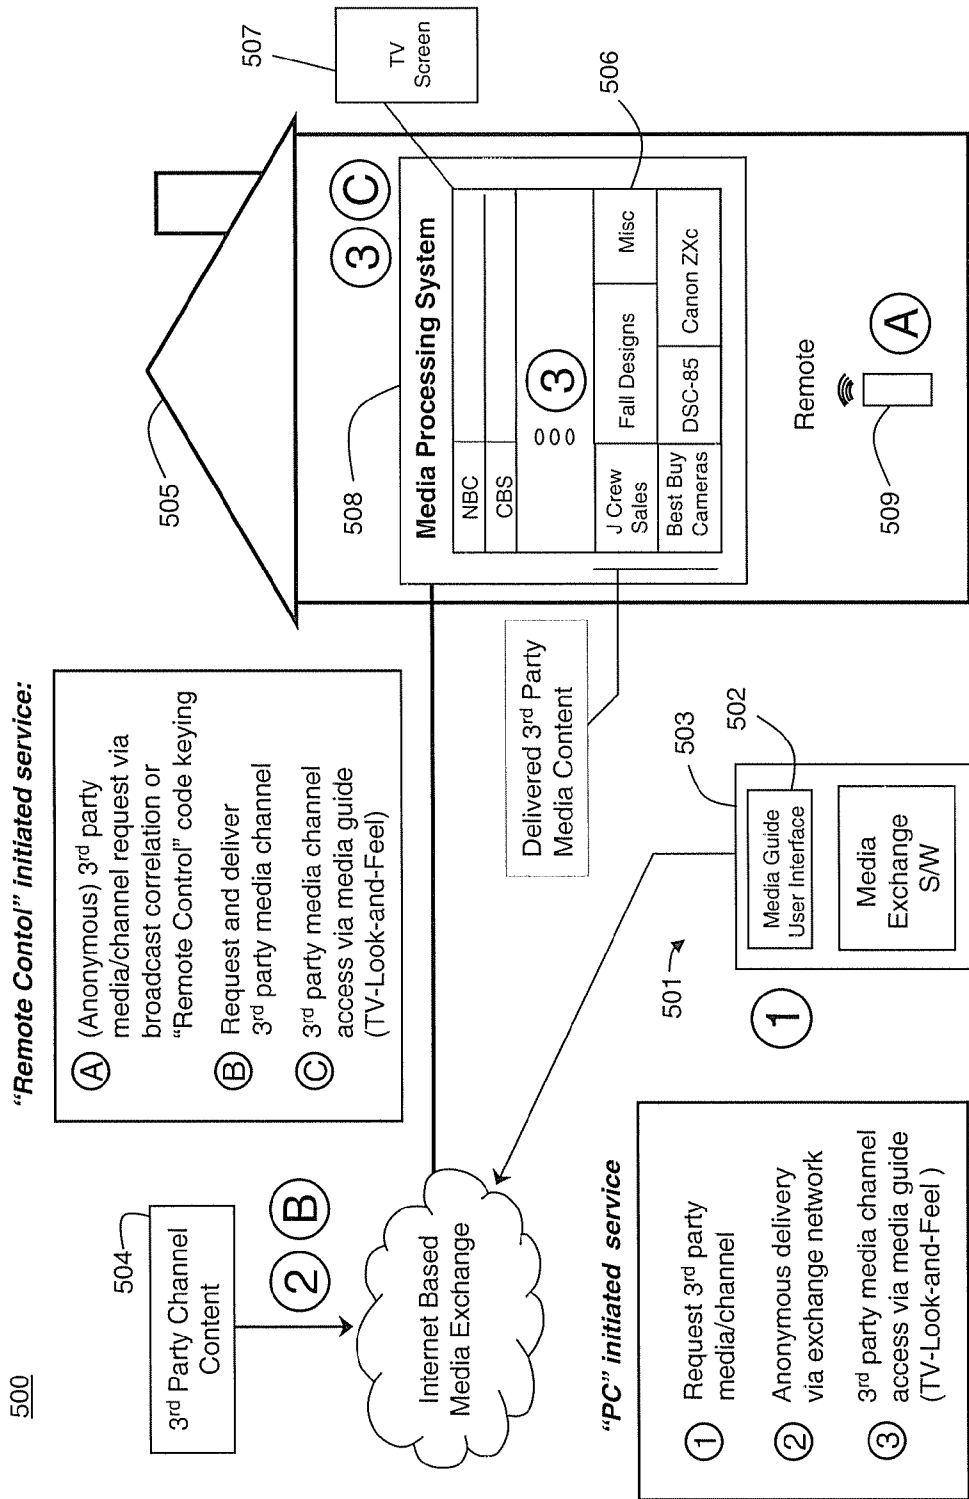 500
"Remote Contol" initiated service:
Ⓐ (Anonymous) 3rd party
media/channel request via
broadcast correlation or
"Remote Control" code keying
Ⓑ Request and deliver
3rd party media channel
Ⓒ 3rd party media channel
access via media guide
(TV-Look-and-Feel)
504
3rd Party Channel
Content
② Ⓑ
Internet Based
Media Exchange
"PC" initiated service
① Request 3rd party
media/channel
② Anonymous delivery
via exchange network
③ 3rd party media channel
access via media guide
(TV-Look-and-Feel )
①
501
503
502
Media Guide
User Interface
Media
Exchange
S/W
Delivered 3rd Party
Media Content
505
508
③ Ⓒ
507
TV
Screen
Media Processing System
NBC
CBS
000
③
506
J Crew
Sales
Fall Designs
Misc
Best Buy
Cameras
DSC-85
Canon ZXc
Remote
Ⓐ
509